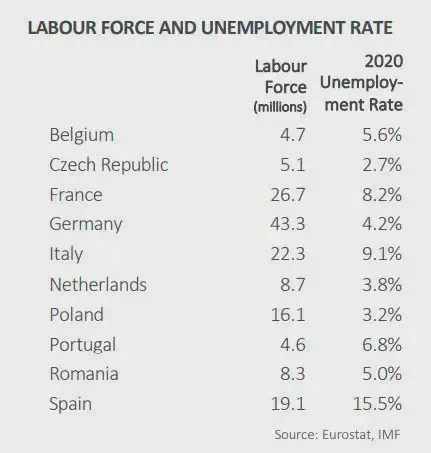 LABOUR FORCE AND UNEMPLOYMENT RATE
Labour Force (millions) 2020 Unemploy-ment Rate
Belgium 4.7 5.6%
Czech Republic 5.1 2.7%
France 26.7 8.2%
Germany 43.3 4.2%
Italy 22.3 9.1%
Netherlands 8.7 3.8%
Poland 16.1 3.2%
Portugal 4.6 6.8%
Romania 8.3 5.0%
Spain 19.1 15.5%
Source: Eurostat, IMF